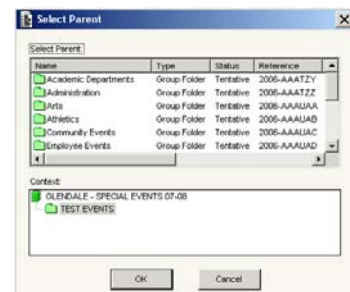 Select Parent
Select Parent:
Name Type Status Reference
Academic Departments Group Folder Tentative 2006-AAATZY
Administration Group Folder Tentative 2006-AAATZZ
Arts Group Folder Tentative 2006-AAAUAA
Athletics Group Folder Tentative 2006-AAAUAB
Community Events Group Folder Tentative 2006-AAAUAC
Employee Events Group Folder Tentative 2006-AAAUAD
Context:
OLENDALE - SPECIAL EVENTS 07-08
TEST EVENTS
OK Cancel